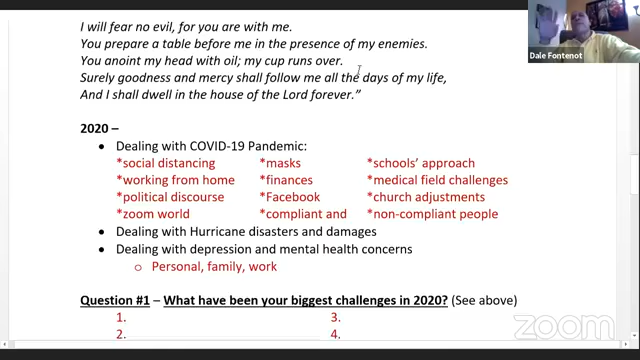 I will fear no evil, for you are with me.
You prepare a table before me in the presence of my enemies.
You anoint my head with oil; my cup runs over.
Surely goodness and mercy shall follow me all the days of my life,
And I shall dwell in the house of the Lord forever.”
Dale Fontenot
2020 –
• Dealing with COVID-19 Pandemic:
*social distancing *masks *schools’ approach
*working from home *finances *medical field challenges
*political discourse *Facebook *church adjustments
*zoom world *compliant and *non-compliant people
• Dealing with Hurricane disasters and damages
• Dealing with depression and mental health concerns
o Personal, family, work
Question #1 – What have been your biggest challenges in 2020? (See above)
1. 3.
2. 4.
zoom